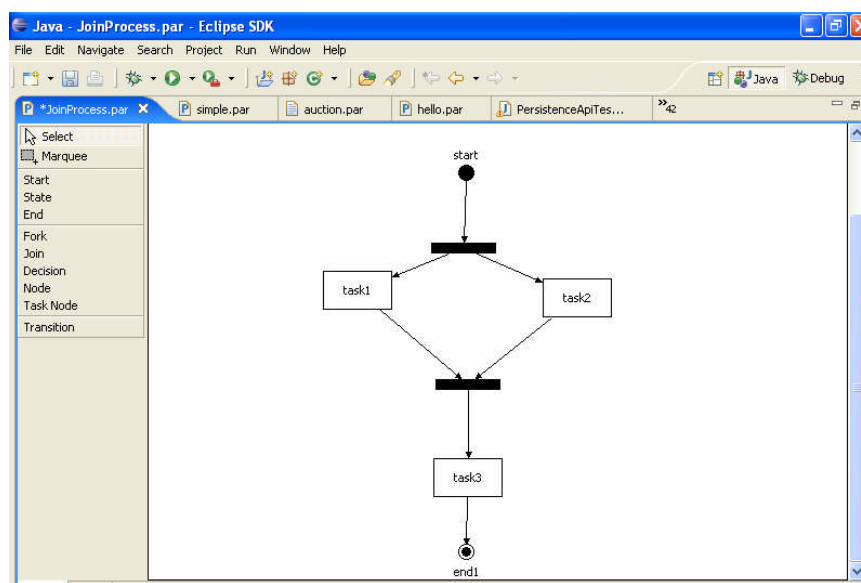 Java - JoinProcess.par - Eclipse SDK
File Edit Navigate Search Project Run Window Help
Java Debug
*JoinProcess.par simple.par auction.par hello.par PersistenceApiTes... »42
Select
Marquee
Start
State
End
Fork
Join
Decision
Node
Task Node
Transition
start
task1
task2
task3
end1